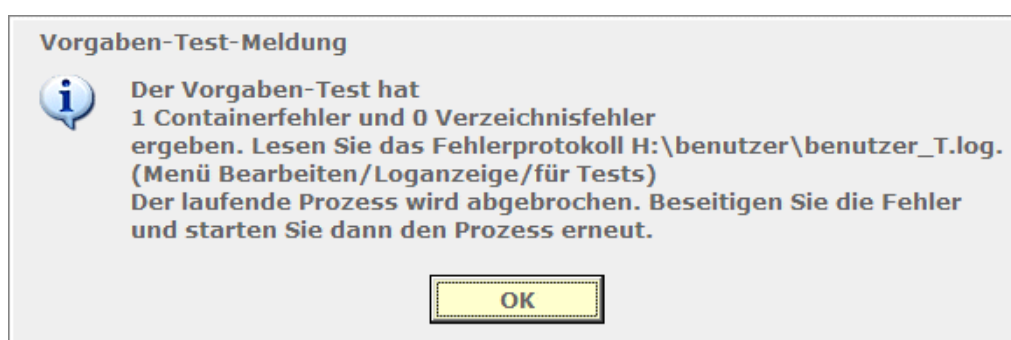 Vorgaben-Test-Meldung
Der Vorgaben-Test hat
1 Containerfehler und 0 Verzeichnisfehler
ergeben. Lesen Sie das Fehlerprotokoll H:\benutzer\benutzer_T.log.
(Menü Bearbeiten/Loganzeige/für Tests)
Der laufende Prozess wird abgebrochen. Beseitigen Sie die Fehler
und starten Sie dann den Prozess erneut.
OK